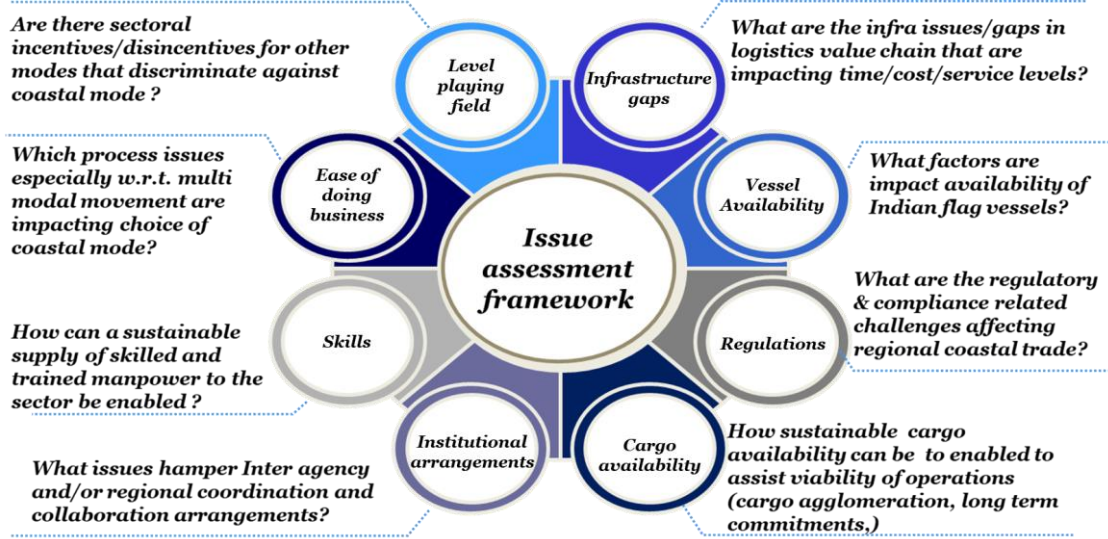 Are there sectoral
incentives/disincentives for other
modes that discriminate against
coastal mode ?
Level
playing
field
Infrastructure
gaps
What are the infra issues/gaps in
logistics value chain that are
impacting time/cost/service levels?
Which process issues
especially w.r.t. multi
modal movement are
impacting choice of
coastal mode?
Ease of
doing
business
Vessel
Availability
What factors are
impact availability of
Indian flag vessels?
Issue
assessment
framework
How can a sustainable
supply of skilled and
trained manpower to the
sector be enabled ?
Skills
Regulations
What are the regulatory
& compliance related
challenges affecting
regional coastal trade?
What issues hamper Inter agency
and/or regional coordination and
collaboration arrangements?
Institutional
arrangements
Cargo
availability
How sustainable cargo
availability can be to enabled to
assist viability of operations
(cargo agglomeration, long term
commitments,)